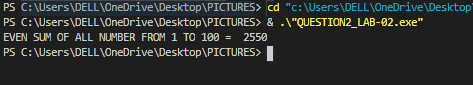 PS C:\Users\DELL\OneDrive\Desktop\PICTURES> cd "c:\Users\DELL\OneDrive\Desktop
PS C:\Users\DELL\OneDrive\Desktop\PICTURES> & .\"QUESTION2_LAB-02.exe"
EVEN SUM OF ALL NUMBER FROM 1 TO 100 =  2550
PS C:\Users\DELL\OneDrive\Desktop\PICTURES>